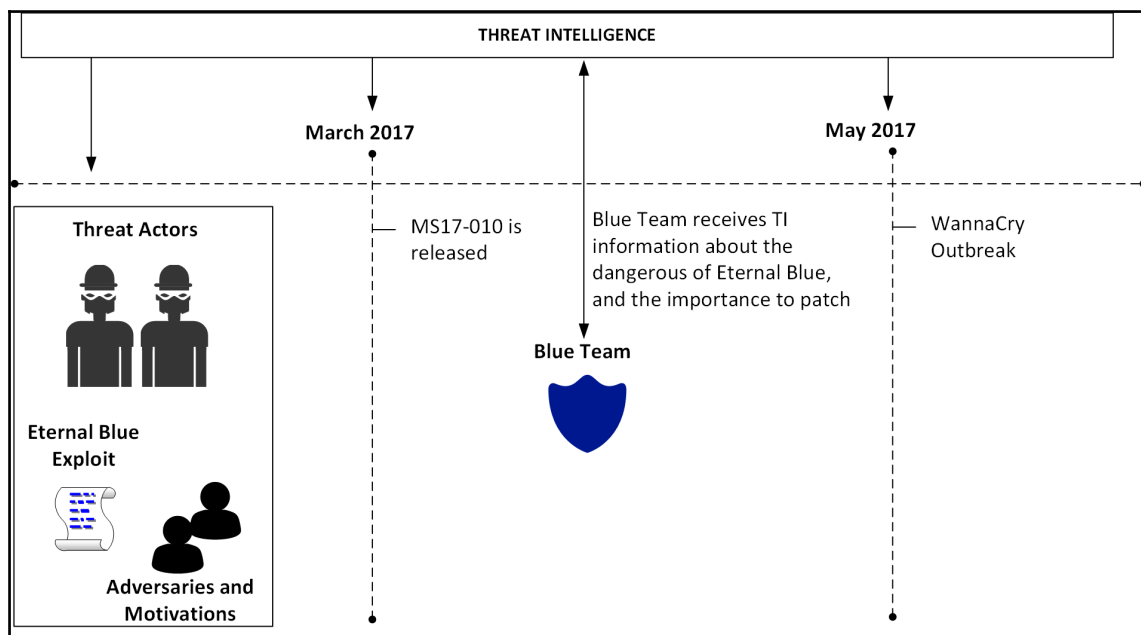 THREAT INTELLIGENCE
March 2017
May 2017
Threat Actors
MS17-010 is
released
Blue Team receives TI
information about the
dangerous of Eternal Blue,
and the importance to patch
WannaCry
Outbreak
Blue Team
Eternal Blue
Exploit
Adversaries and
Motivations